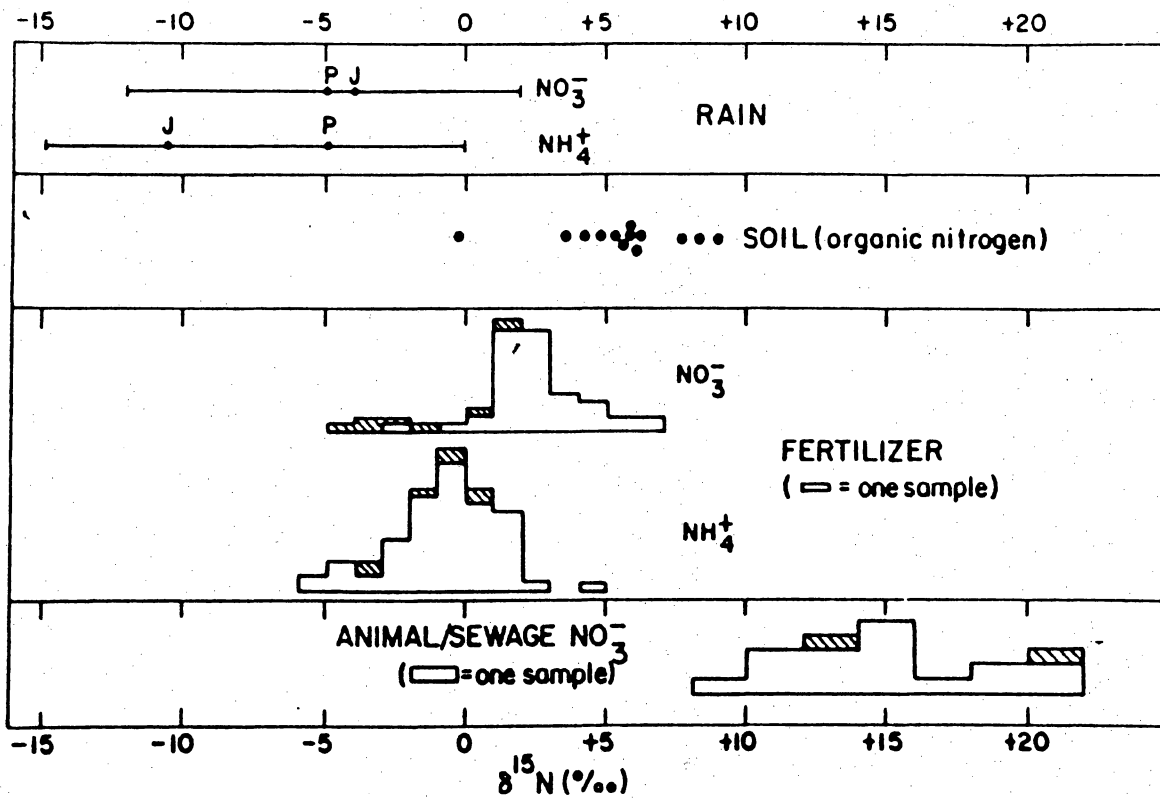 -15 -10 -5 0 +5 +10 +15 +20
P J
NO₃⁻
RAIN
J P
NH₄⁺
SOIL (organic nitrogen)
NO₃⁻
FERTILIZER
( = one sample)
NH₄⁺
ANIMAL/SEWAGE NO₃⁻
( = one sample)
-15 -10 -5 0 +5 +10 +15 +20
δ¹⁵N (‰)